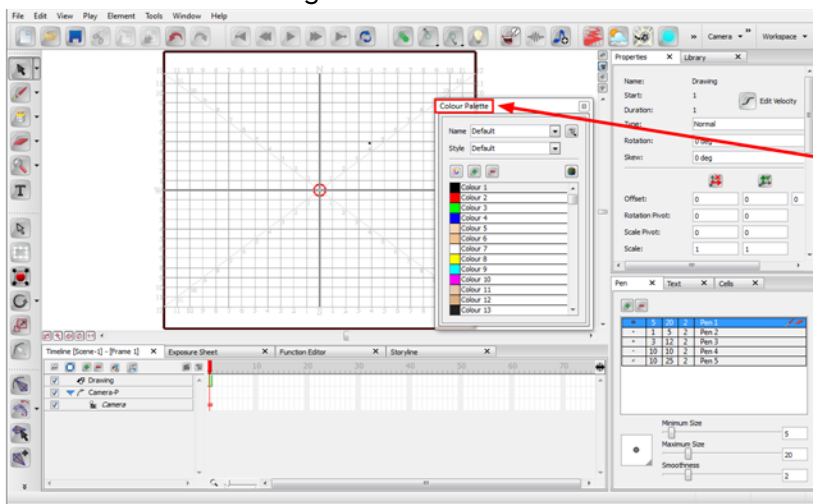 File Edit View Play Element Tools Window Help
Camera Workspace
Properties Library
Name: Drawing
Start: 1
Duration: 1
Edit Velocity
Type: Normal
Rotation: 0 deg
Skew: 0 deg
Offset: 0 0 0
Rotation Pivot: 0 0
Scale Pivot: 0 0
Scale: 1 1
Colour Palette
Name Default
Style Default
Colour 1
Colour 2
Colour 3
Colour 4
Colour 5
Colour 6
Colour 7
Colour 8
Colour 9
Colour 10
Colour 11
Colour 12
Colour 13
Pen Text Cells
5 20 2 Pen 1
1 5 2 Pen 2
3 12 2 Pen 3
10 10 2 Pen 4
10 25 2 Pen 5
Minimum Size
5
Maximum Size
20
Smoothness
2
Timeline [Scene-1] - [Frame 1] Exposure Sheet Function Editor Storyline
10 20 30 40 50 60 70
Drawing
Camera-P
Camera